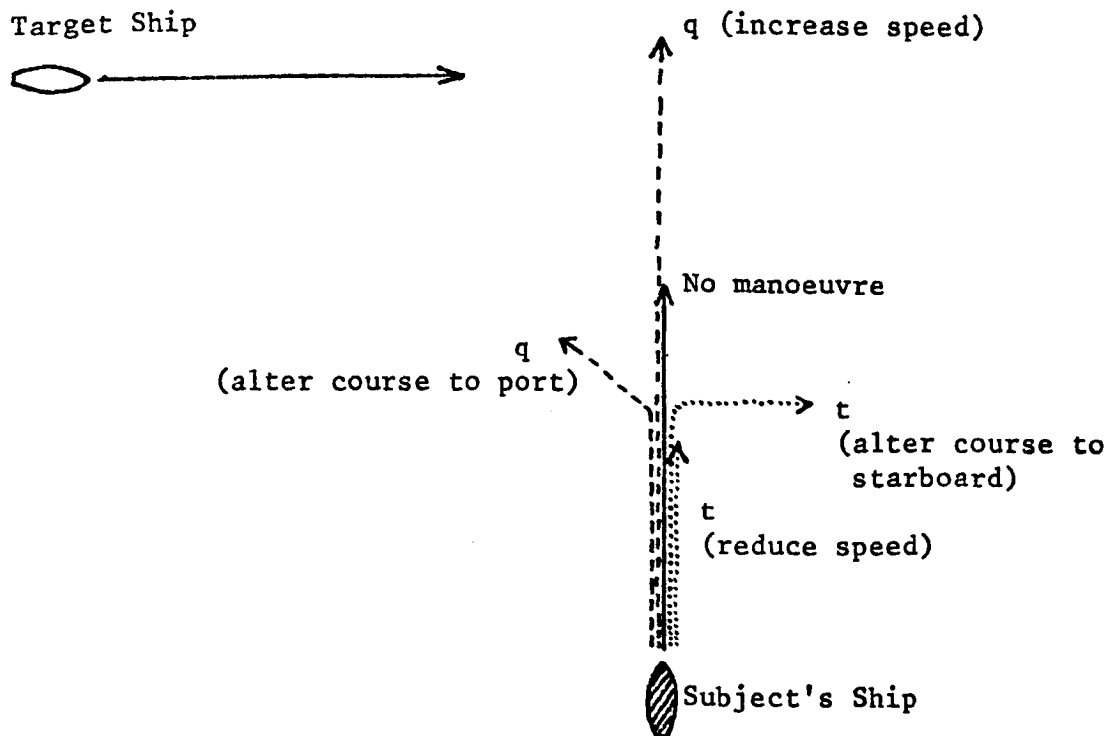 Target Ship
q (increase speed)
No manoeuvre
q
(alter course to port)
t
(alter course to
starboard)
t
(reduce speed)
Subject's Ship